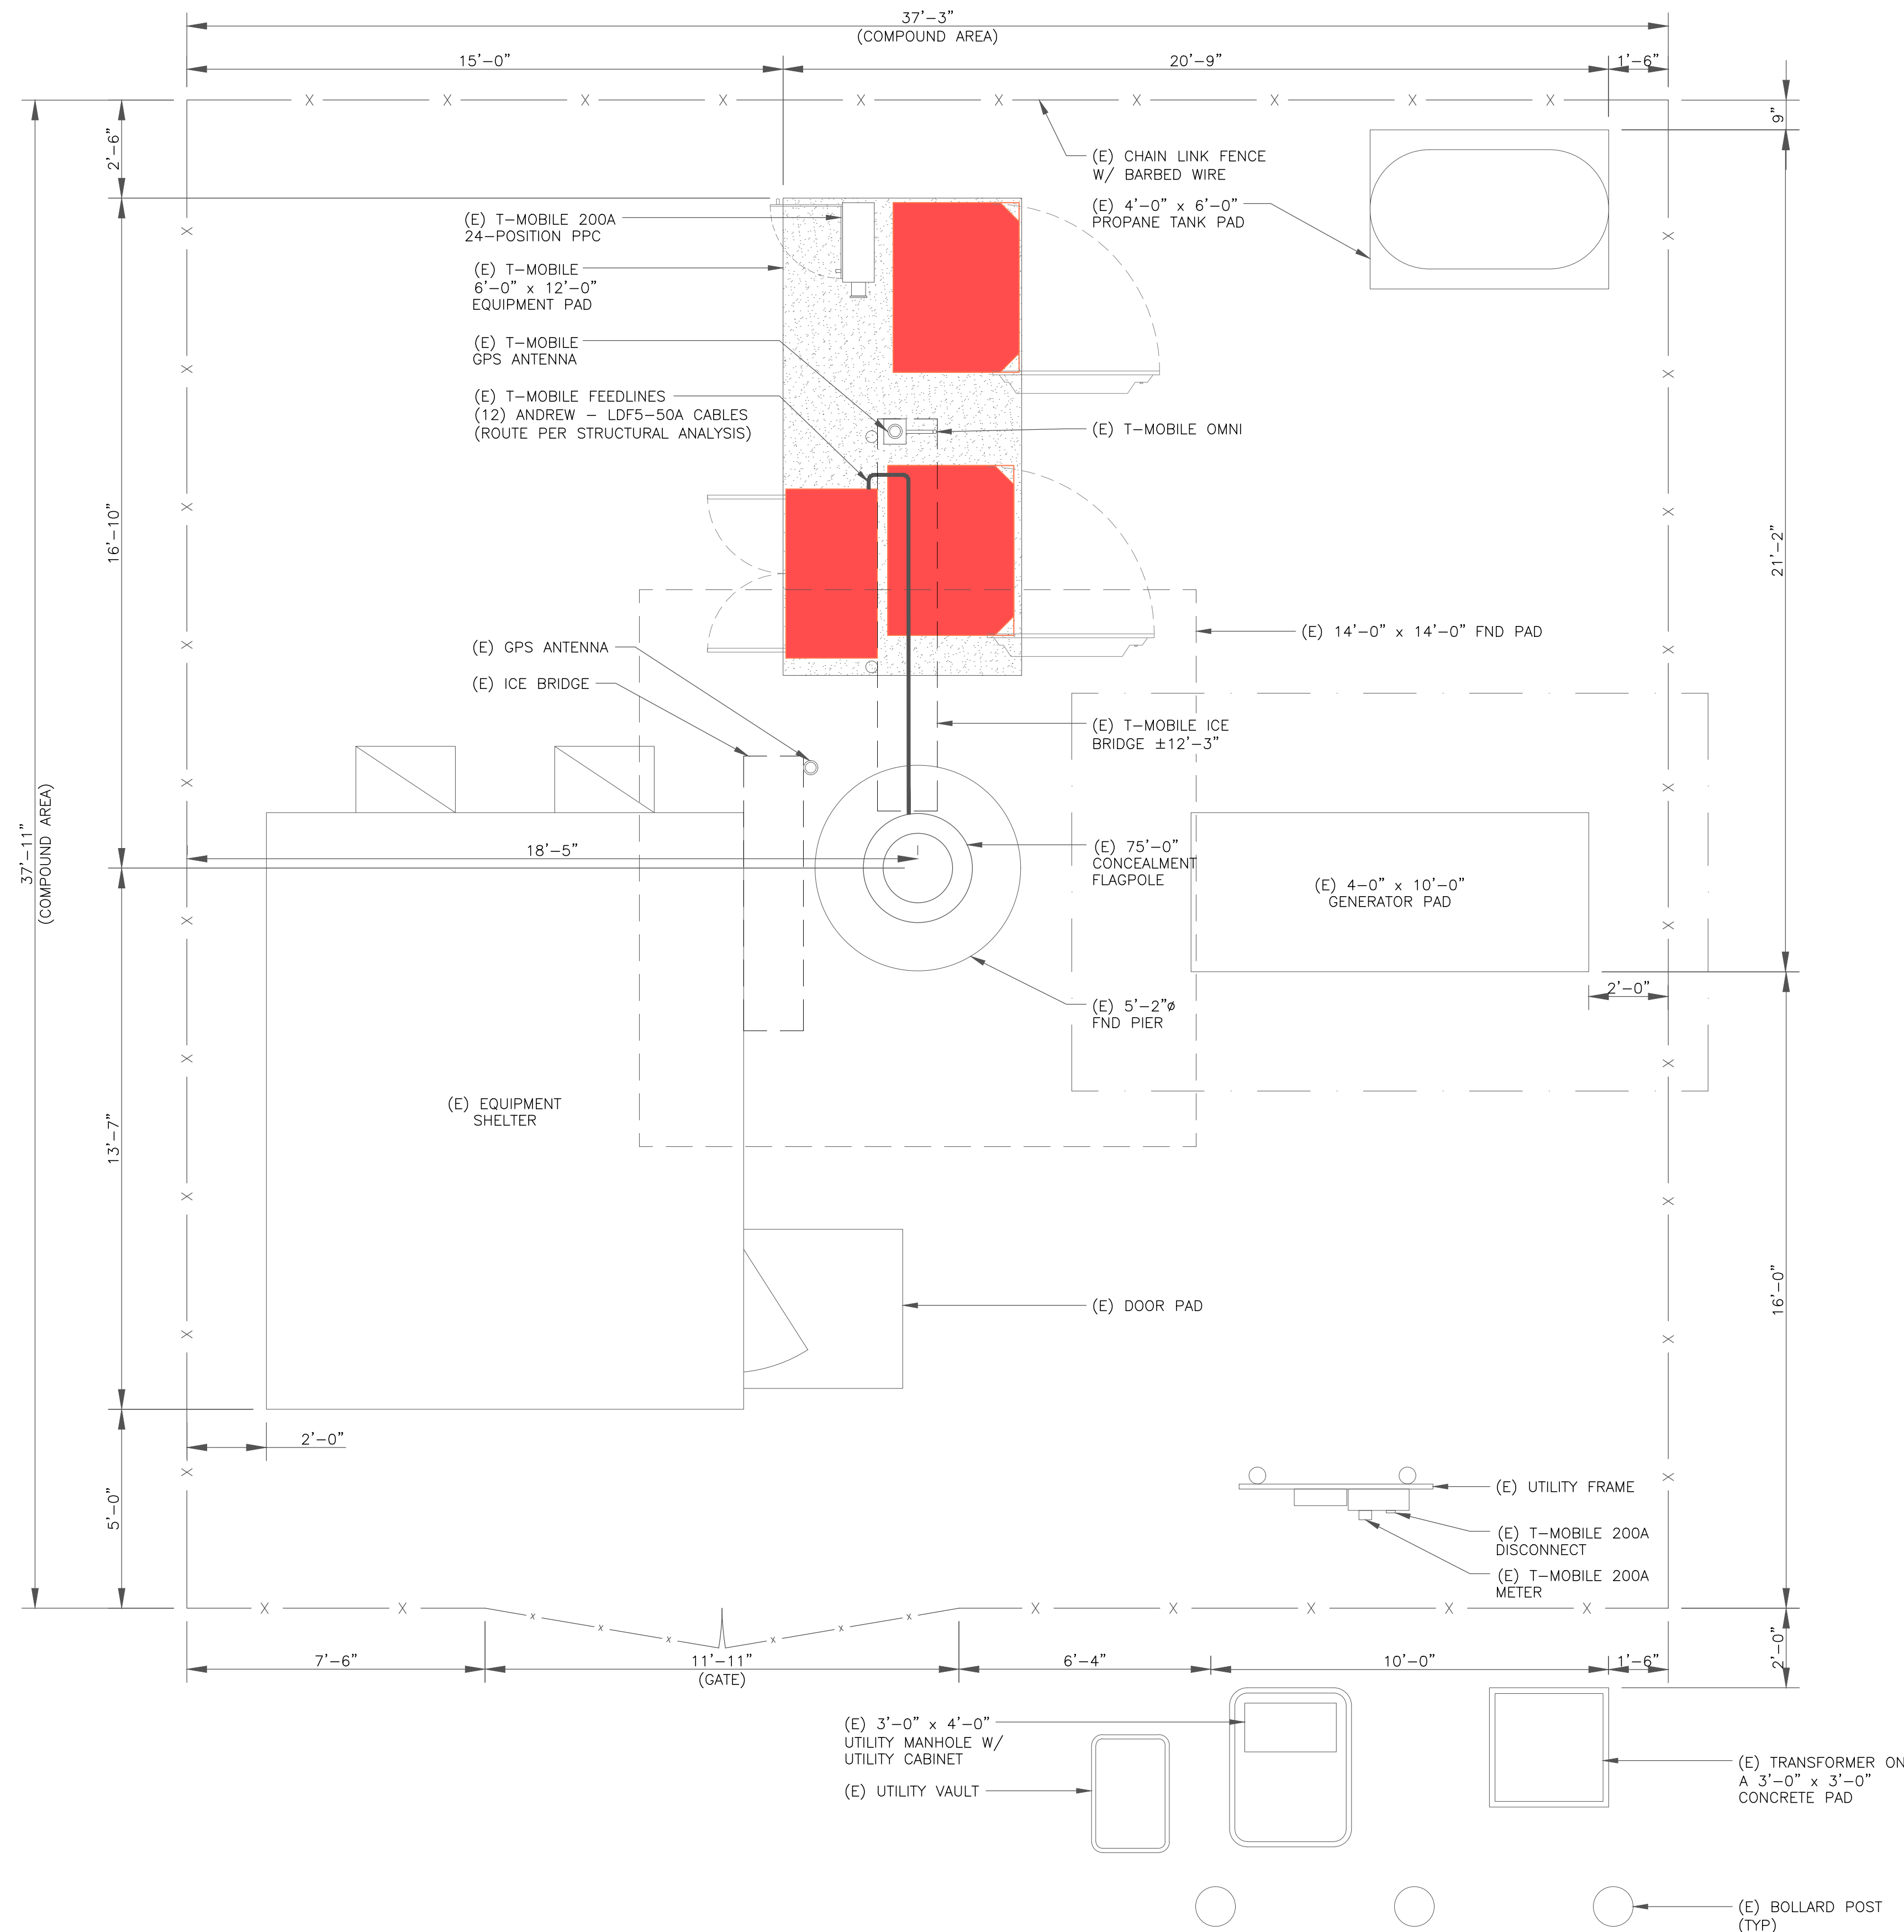 37'-3"
(COMPOUND AREA)
15'-0"
20'-9"
1'-6"
2'-6"
9"
(E) CHAIN LINK FENCE
W/ BARBED WIRE
(E) 4'-0" x 6'-0"
PROPANE TANK PAD
(E) T-MOBILE 200A
24-POSITION PPC
(E) T-MOBILE
6'-0" x 12'-0"
EQUIPMENT PAD
(E) T-MOBILE
GPS ANTENNA
(E) T-MOBILE FEEDLINES
(12) ANDREW - LDF5-50A CABLES
(ROUTE PER STRUCTURAL ANALYSIS)
(E) T-MOBILE OMNI
16'-10"
21'-2"
(E) GPS ANTENNA
(E) ICE BRIDGE
(E) 14'-0" x 14'-0" FND PAD
(E) T-MOBILE ICE
BRIDGE ±12'-3"
37'-11"
(COMPOUND AREA)
18'-5"
(E) 75'-0"
CONCEALMENT
FLAGPOLE
(E) 4-0" x 10'-0"
GENERATOR PAD
2'-0"
(E) 5'-2"ø
FND PIER
(E) EQUIPMENT
SHELTER
13'-7"
16'-0"
(E) DOOR PAD
2'-0"
5'-0"
(E) UTILITY FRAME
(E) T-MOBILE 200A
DISCONNECT
(E) T-MOBILE 200A
METER
7'-6"
11'-11"
(GATE)
6'-4"
10'-0"
1'-6"
2'-0"
(E) 3'-0" x 4'-0"
UTILITY MANHOLE W/
UTILITY CABINET
(E) UTILITY VAULT
(E) TRANSFORMER ON
A 3'-0" x 3'-0"
CONCRETE PAD
(E) BOLLARD POST
(TYP)